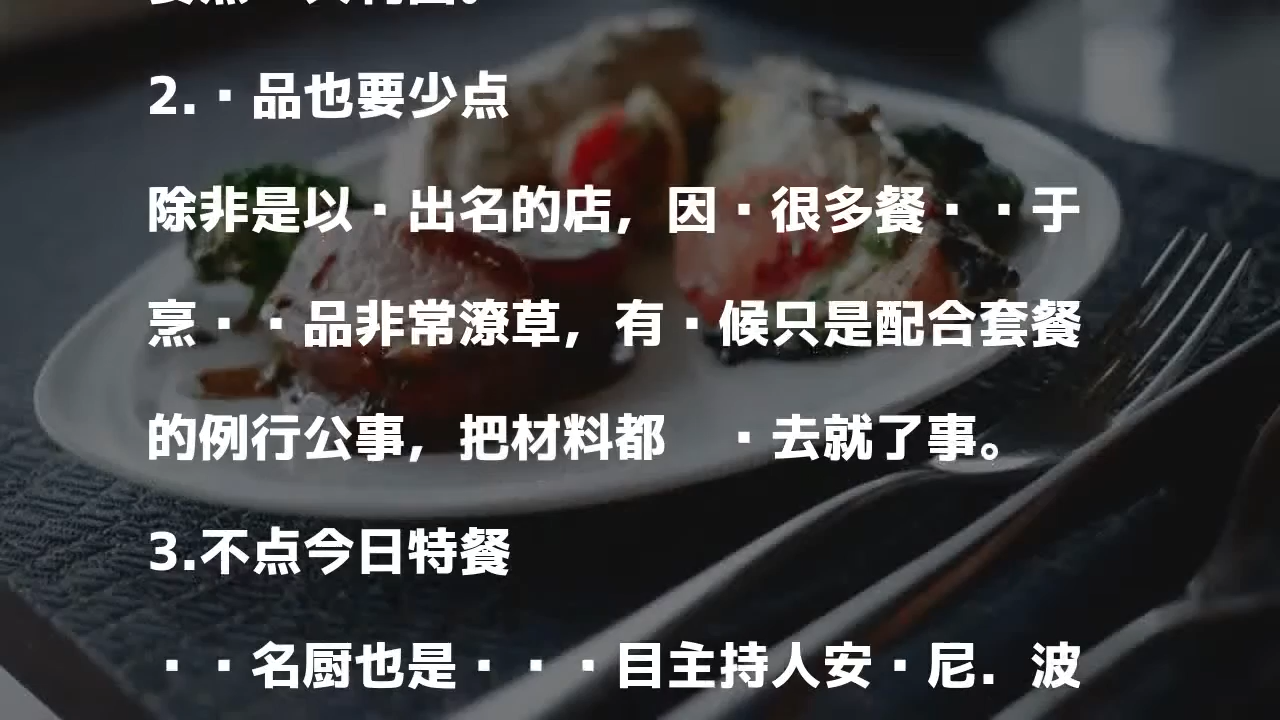 2.·品也要少点
除非是以·出名的店，因·很多餐··于
烹··品非常潦草，有·候只是配合套餐
的例行公事，把材料都 ·去就了事。
3.不点今日特餐
··名厨也是···目主持人安·尼．波